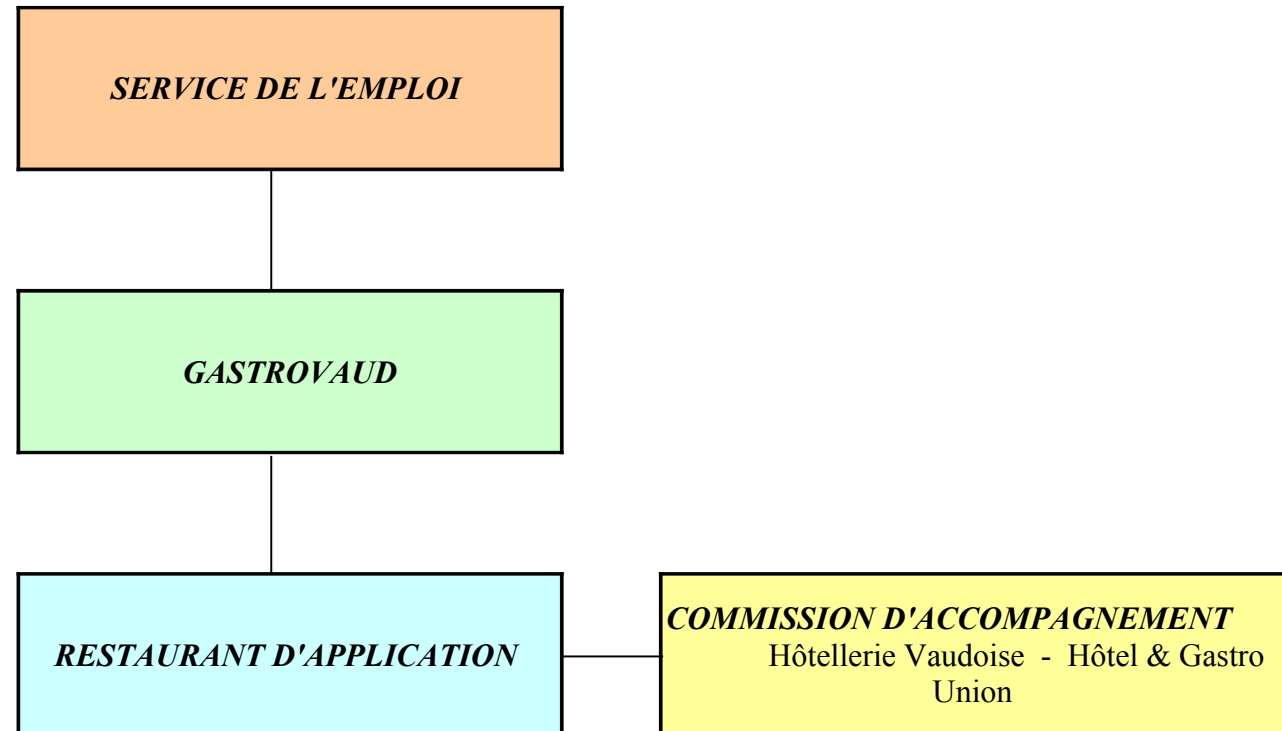 SERVICE DE L'EMPLOI
GASTROVAUD
RESTAURANT D'APPLICATION
COMMISSION D'ACCOMPAGNEMENT
Hôtellerie Vaudoise - Hôtel & Gastro
Union